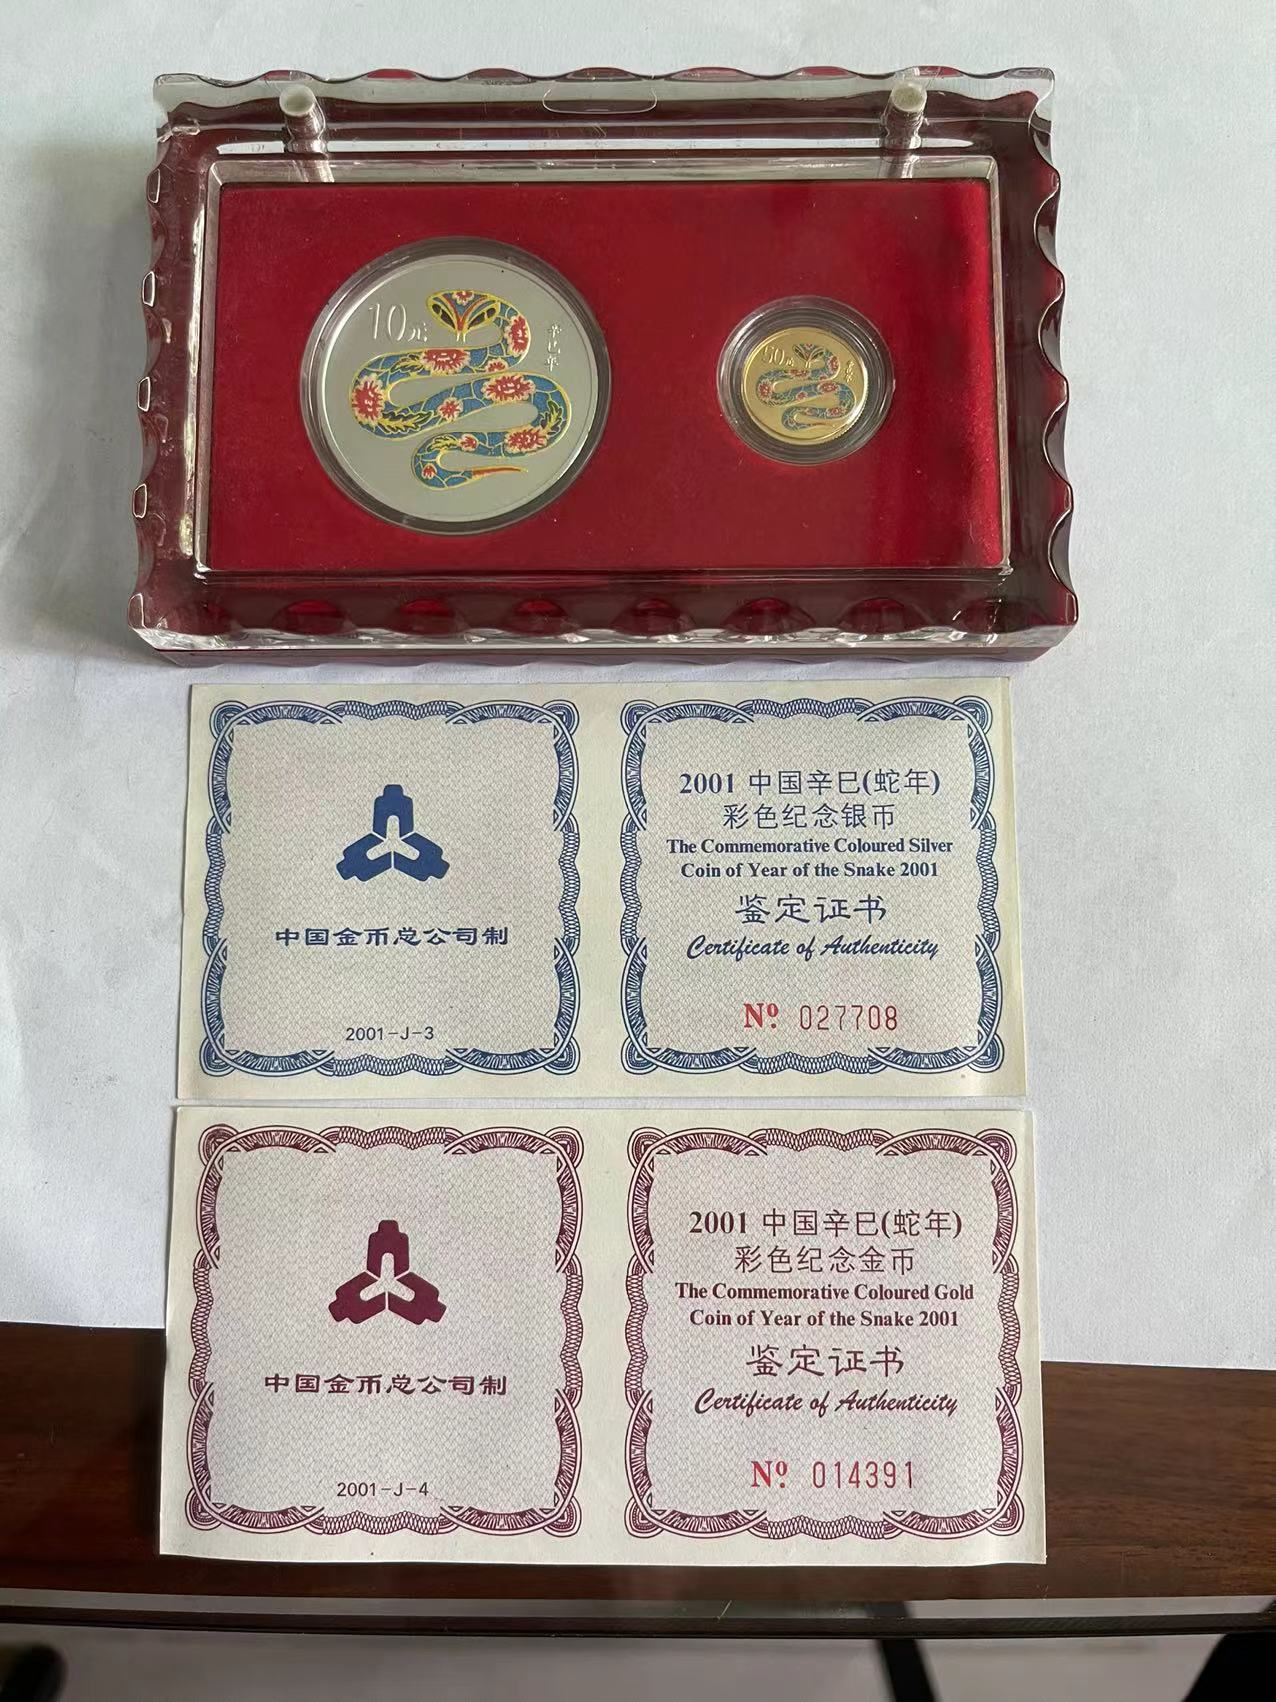 10元
辛巳年
50元
中国金币总公司制
2001-J-3
2001 中国辛巳(蛇年)
彩色纪念银币
The Commemorative Coloured Silver
Coin of Year of the Snake 2001
鉴定证书
Certificate of Authenticity
Nº. 027708
中国金币总公司制
2001-J-4
2001 中国辛巳(蛇年)
彩色纪念金币
The Commemorative Coloured Gold
Coin of Year of the Snake 2001
鉴定证书
Certificate of Authenticity
Nº. 014391